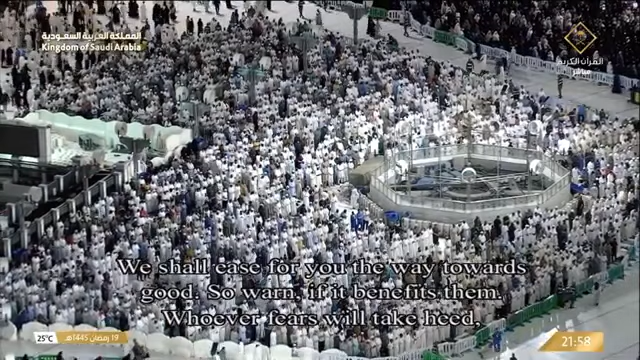 المملكة العربية السعودية
Kingdom of Saudi Arabia
القرآن الكريم
مباشر
We shall ease for you the way towards
good. So warn, if it benefits them.
Whoever fears will take heed,
25°C
19 رمضان 1445هـ
21:58